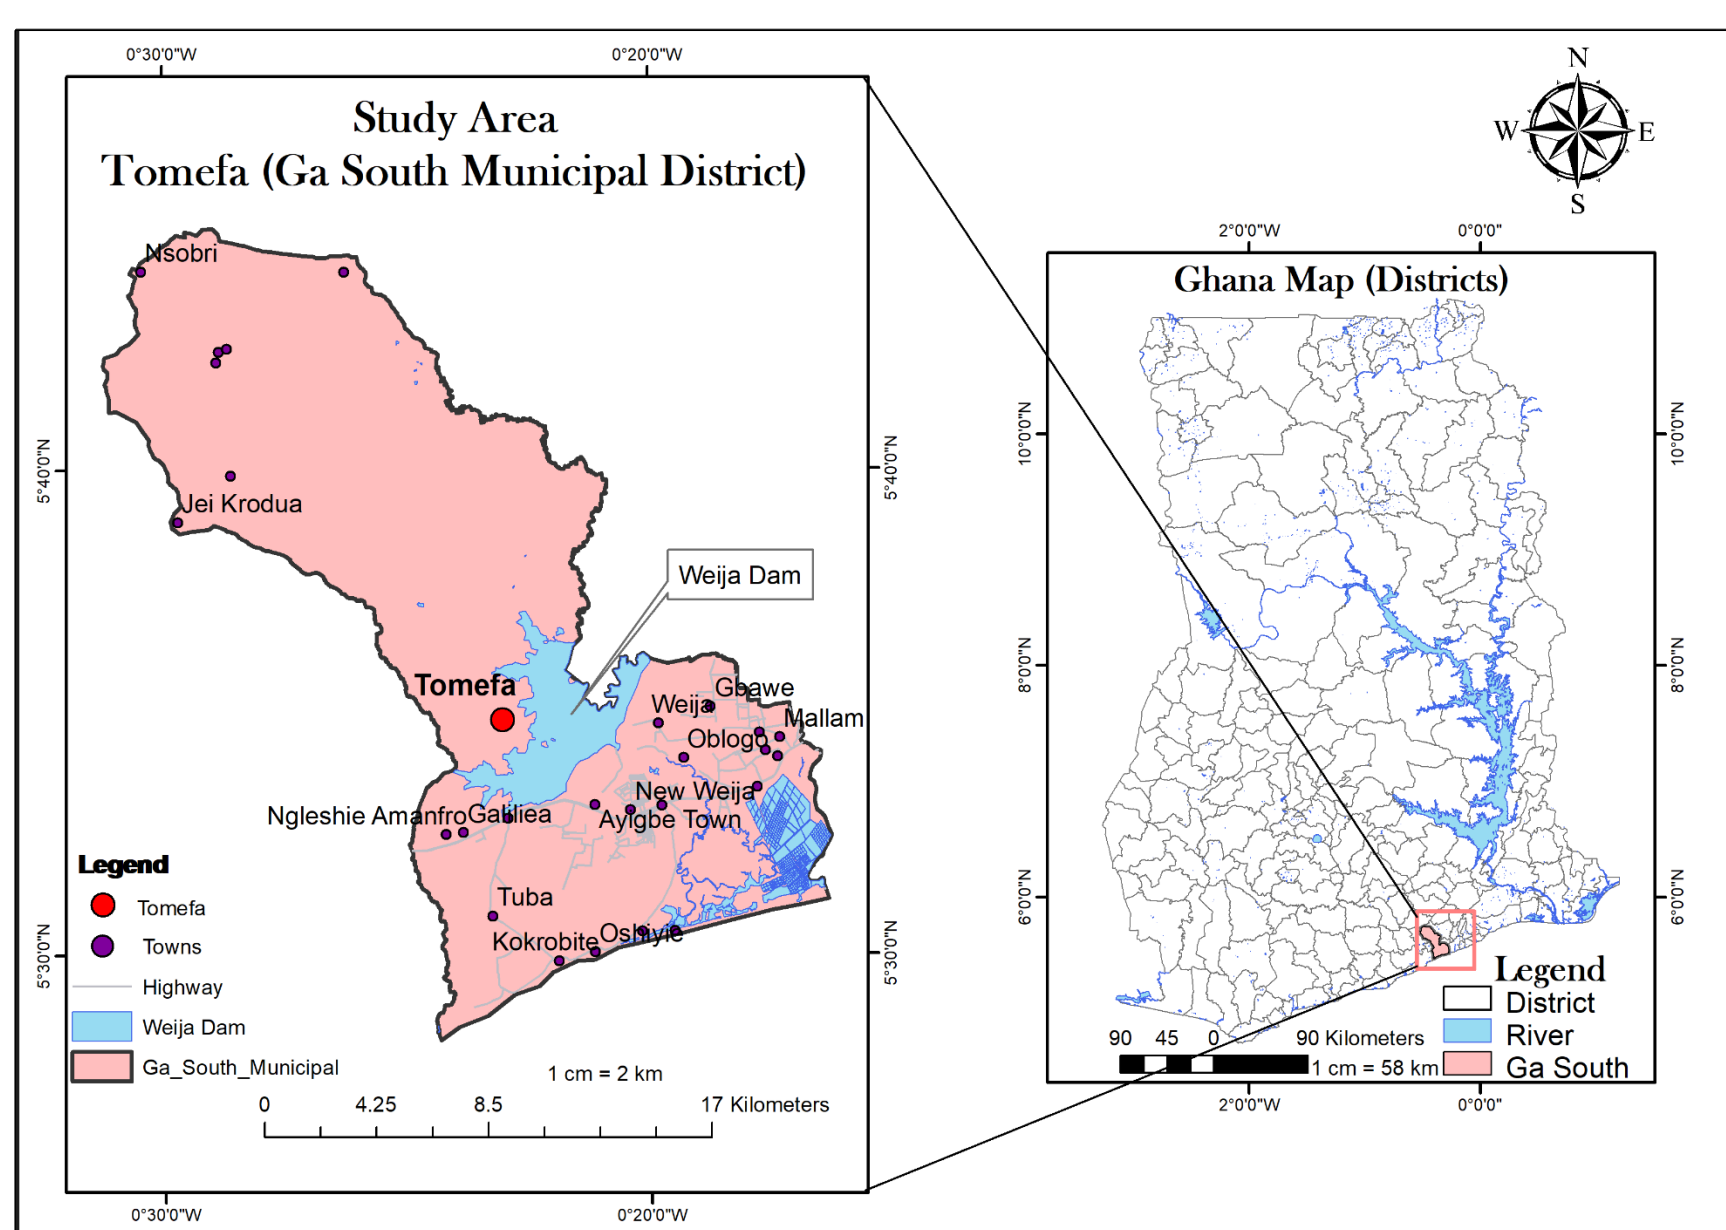 0°30'0"W
0°20'0"W
Study Area
Tomefa (Ga South Municipal District)
Nsobri
5°40'0"N
5°40'0"N
Jei Krodua
Weija Dam
Tomefa
Gbawe
Weija
Mallam
Oblogo
New Weija
Ngleshie Amanfro
Galiliea
Ayigbe Town
Tuba
Kokrobite
Oshiyie
5°30'0"N
5°30'0"N
Legend
Tomefa
Towns
Highway
Weija Dam
Ga_South_Municipal
1 cm = 2 km
0 4.25 8.5 17 Kilometers
0°30'0"W
0°20'0"W
N
W E
S
2°0'0"W
0°0'0"
Ghana Map (Districts)
10°0'0"N
10°0'0"N
8°0'0"N
8°0'0"N
6°0'0"N
6°0'0"N
Legend
District
River
Ga South
90 45 0 90 Kilometers
1 cm = 58 km
2°0'0"W
0°0'0"